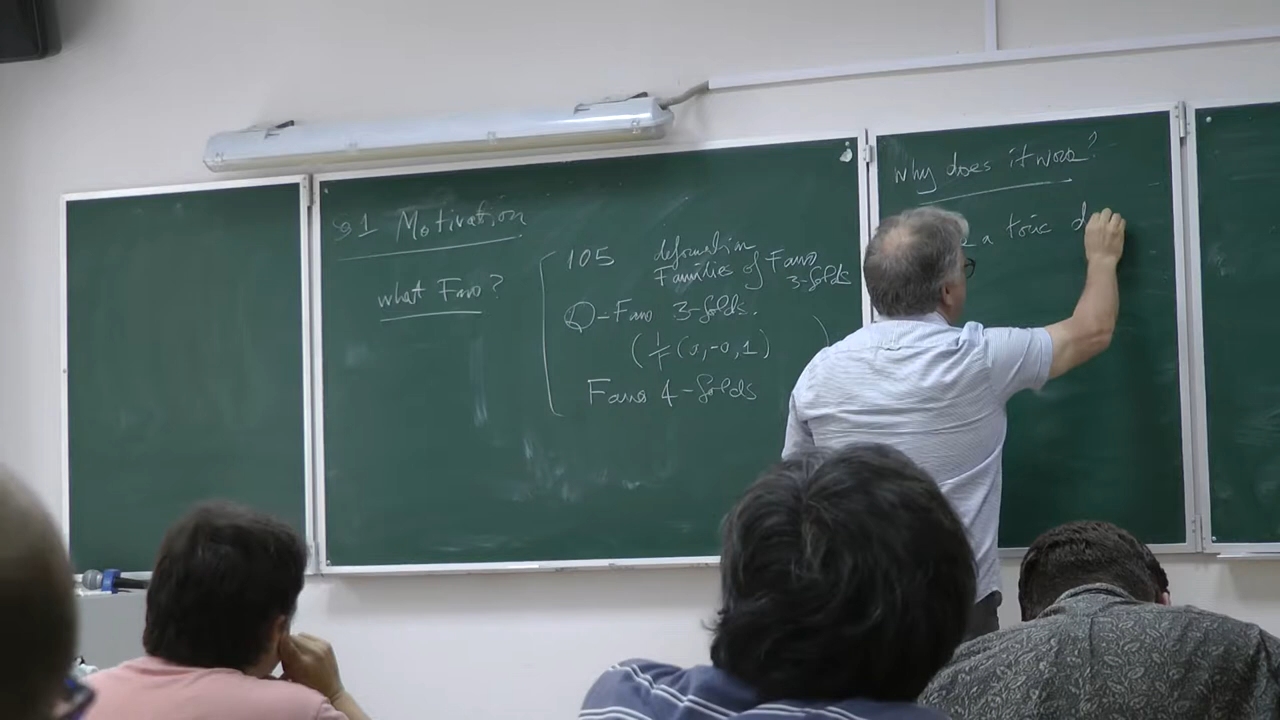 §1 Motivation
what Fano?
105 deformation
Families of Fano
3-folds
Q-Fano 3-folds.
(1/r (a,-a,1) )
Fano 4-folds
Why does it work?
a toric d